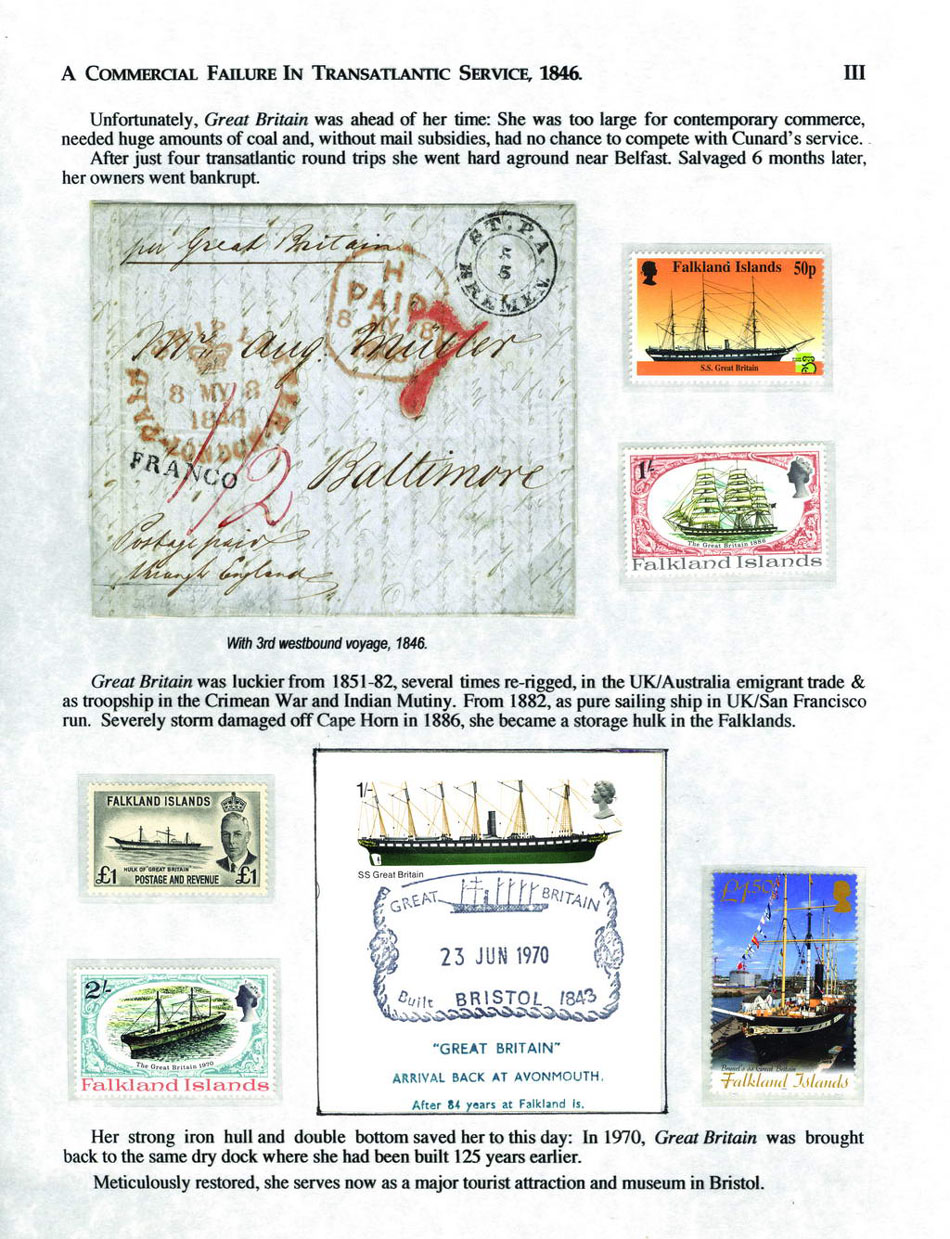 A COMMERCIAL FAILURE IN TRANSATLANTIC SERVICE, 1846.
III
Unfortunately, Great Britain was ahead of her time: She was too large for contemporary commerce,
needed huge amounts of coal and, without mail subsidies, had no chance to compete with Cunard's service.
After just four transatlantic round trips she went hard aground near Belfast. Salvaged 6 months later,
her owners went bankrupt.
per Great Britain
ST.P.A.
5
BREMEN
H
PAID
8 MY 8
Mr. Aug. Müller
PAID
8 MY 8
1846
LONDON
FRANCO
1/2
Baltimore
Postage paid
through England
Falkland Islands 50p
S.S. Great Britain
1/-
The Great Britain 1886
Falkland Islands
With 3rd westbound voyage, 1846.
Great Britain was luckier from 1851-82, several times re-rigged, in the UK/Australia emigrant trade &
as troopship in the Crimean War and Indian Mutiny. From 1882, as pure sailing ship in UK/San Francisco
run. Severely storm damaged off Cape Horn in 1886, she became a storage hulk in the Falklands.
FALKLAND ISLANDS
HULK OF "GREAT BRITAIN"
£1 POSTAGE AND REVENUE £1
2/-
The Great Britain 1970
Falkland Islands
1/-
SS Great Britain
GREAT BRITAIN
23 JUN 1970
Built BRISTOL 1843
"GREAT BRITAIN"
ARRIVAL BACK AT AVONMOUTH.
After 84 years at Falkland Is.
£1.50
Brunel's ss Great Britain
Falkland Islands
Her strong iron hull and double bottom saved her to this day: In 1970, Great Britain was brought
back to the same dry dock where she had been built 125 years earlier.
Meticulously restored, she serves now as a major tourist attraction and museum in Bristol.